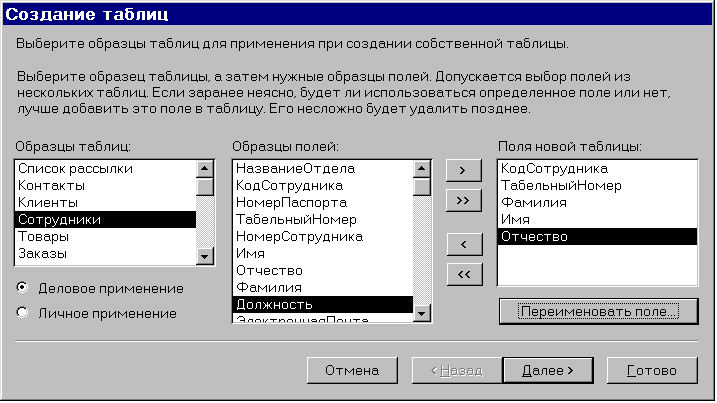 Создание таблиц
Выберите образцы таблиц для применения при создании собственной таблицы.
Выберите образец таблицы, а затем нужные образцы полей. Допускается выбор полей из
нескольких таблиц. Если заранее неясно, будет ли использоваться определенное поле или нет,
лучше добавить это поле в таблицу. Его несложно будет удалить позднее.
Образцы таблиц:
Список рассылки
Контакты
Клиенты
Сотрудники
Товары
Заказы
Деловое применение
Личное применение
Образцы полей:
НазваниеОтдела
КодСотрудника
НомерПаспорта
ТабельныйНомер
НомерСотрудника
Имя
Отчество
Фамилия
Должность
ЭлектроннаяПочта
>
>>
<
<<
Поля новой таблицы:
КодСотрудника
ТабельныйНомер
Фамилия
Имя
Отчество
Переименовать поле...
Отмена
< Назад
Далее >
Готово